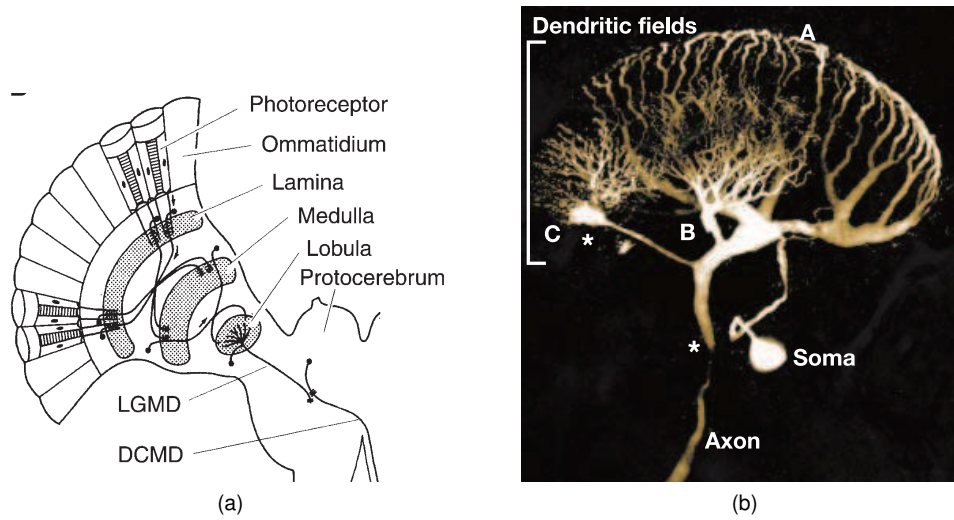 Photoreceptor
Ommatidium
Lamina
Medulla
Lobula
Protocerebrum
LGMD
DCMD
(a)
Dendritic fields
A
B
C
*
*
Soma
Axon
(b)